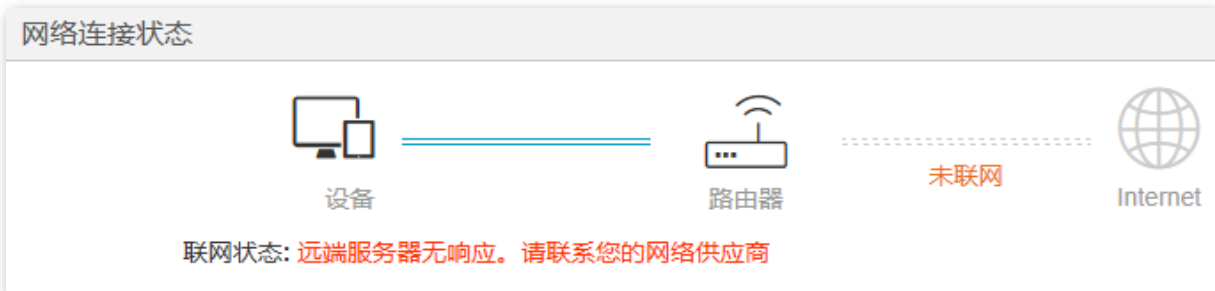 网络连接状态
未联网
设备
路由器
Internet
联网状态: 远端服务器无响应。请联系您的网络供应商